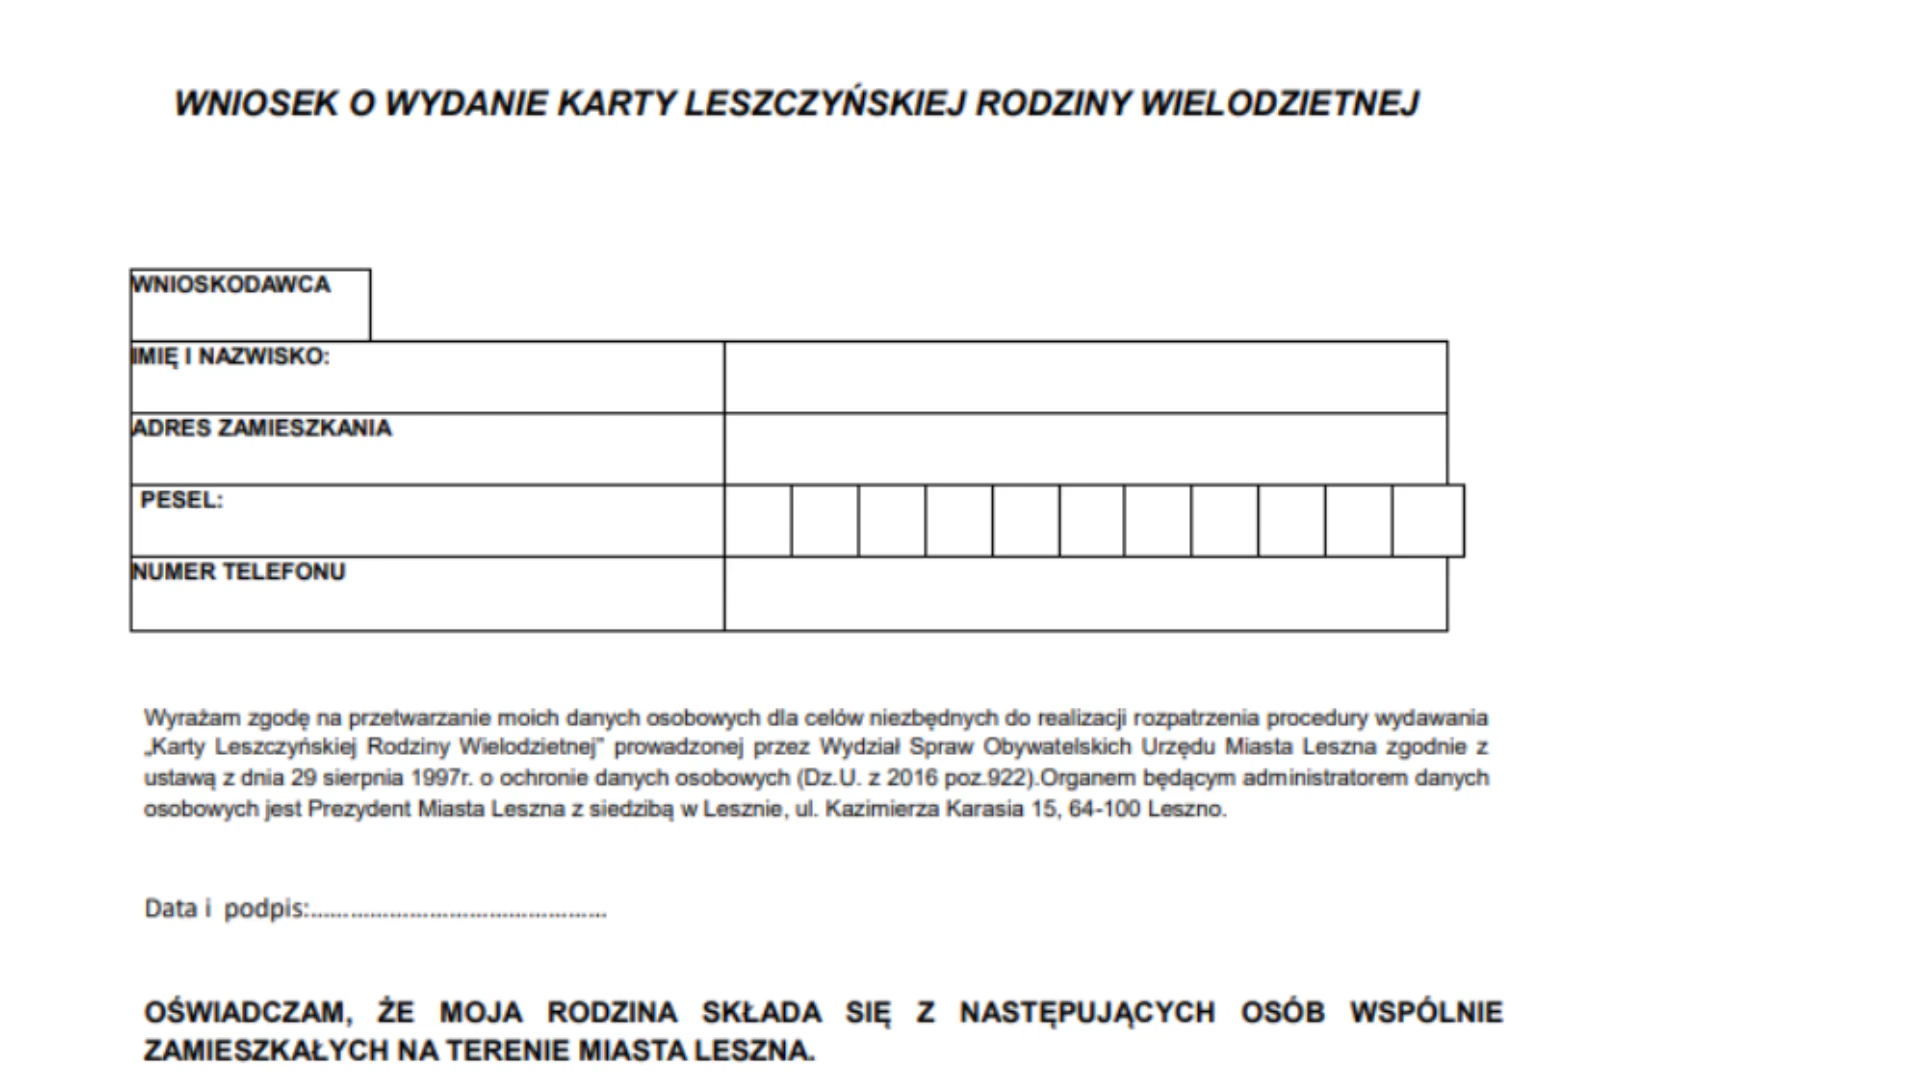 WNIOSEK O WYDANIE KARTY LESZCZYŃSKIEJ RODZINY WIELODZIETNEJ
WNIOSKODAWCA
IMIĘ I NAZWISKO:
ADRES ZAMIESZKANIA
PESEL:
NUMER TELEFONU
Wyrażam zgodę na przetwarzanie moich danych osobowych dla celów niezbędnych do realizacji rozpatrzenia procedury wydawania
„Karty Leszczyńskiej Rodziny Wielodzietnej” prowadzonej przez Wydział Spraw Obywatelskich Urzędu Miasta Leszna zgodnie z
ustawą z dnia 29 sierpnia 1997r. o ochronie danych osobowych (Dz.U. z 2016 poz.922).Organem będącym administratorem danych
osobowych jest Prezydent Miasta Leszna z siedzibą w Lesznie, ul. Kazimierza Karasia 15, 64-100 Leszno.
Data i podpis:………………………………………
OŚWIADCZAM, ŻE MOJA RODZINA SKŁADA SIĘ Z NASTĘPUJĄCYCH OSÓB WSPÓLNIE
ZAMIESZKAŁYCH NA TERENIE MIASTA LESZNA.